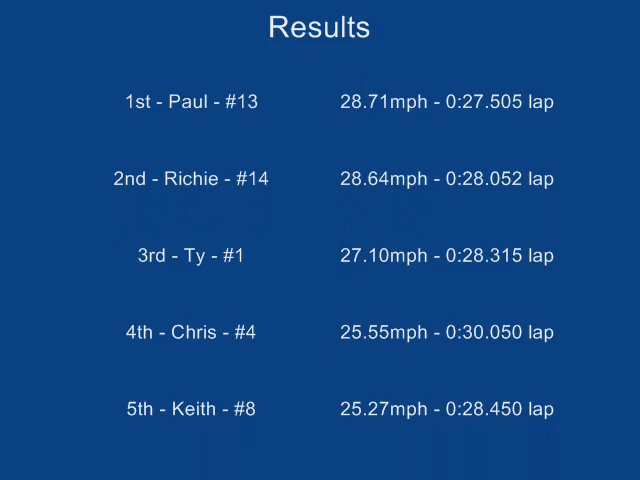 Results
1st - Paul - #13 28.71mph - 0:27.505 lap
2nd - Richie - #14 28.64mph - 0:28.052 lap
3rd - Ty - #1 27.10mph - 0:28.315 lap
4th - Chris - #4 25.55mph - 0:30.050 lap
5th - Keith - #8 25.27mph - 0:28.450 lap